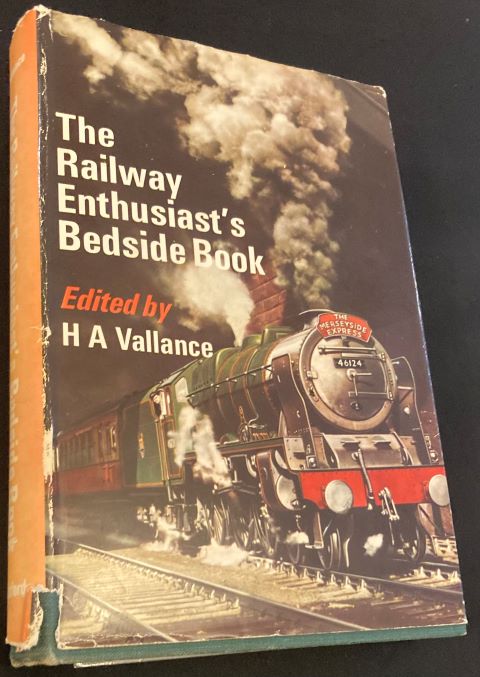 The
Railway
Enthusiast's
Bedside Book
Edited by
H A Vallance
THE
MERSEYSIDE
EXPRESS
46124